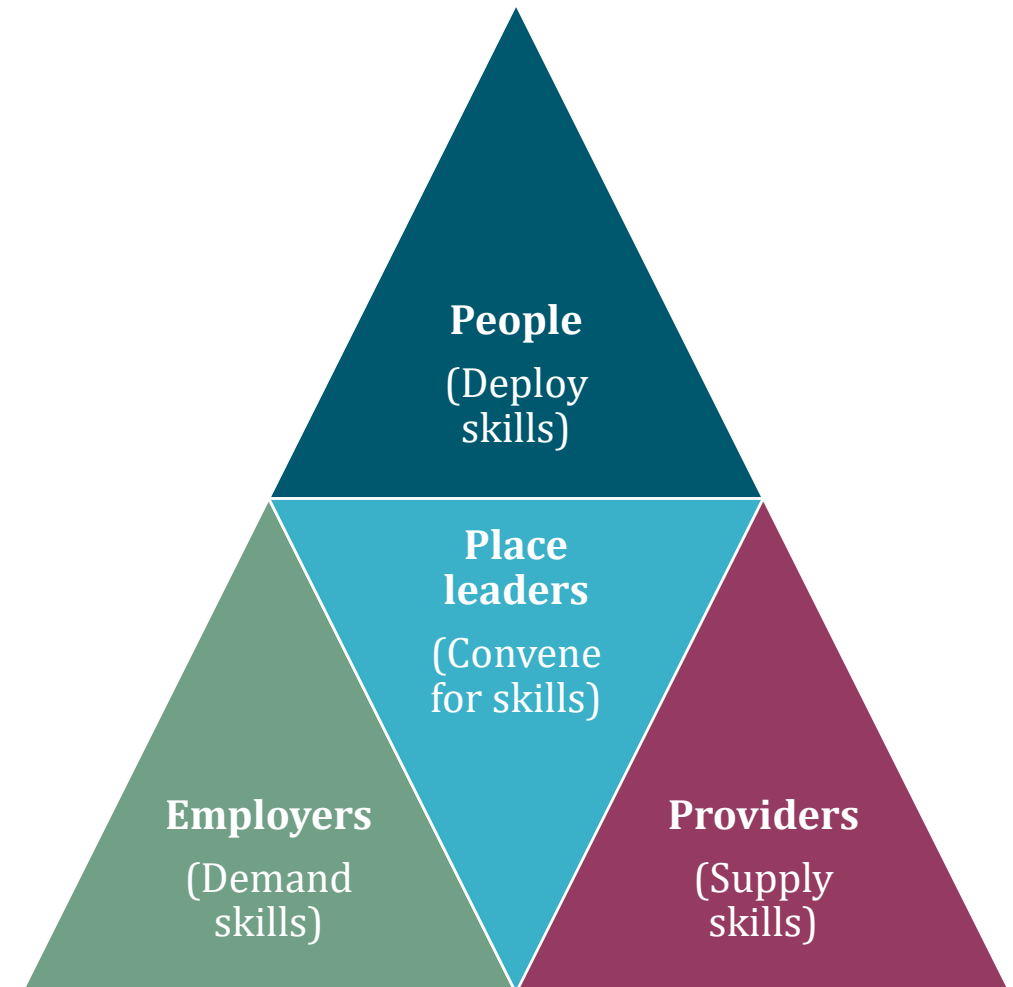 People
(Deploy
skills)
Place
leaders
(Convene
for skills)
Employers
(Demand
skills)
Providers
(Supply
skills)